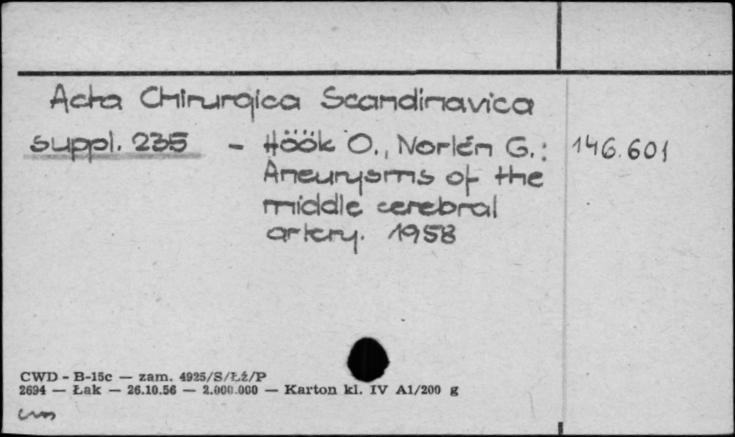 Acta Chirurgica Scandinavica
suppl. 235 - Höök O., Norlén G.: 146.601
Aneurysms of the
middle cerebral
artery. 1958
CWD - B-15c — zam. 4925/S/Łź/P
2694 — Łak — 26.10.56 — 2.000.000 — Karton kl. IV A1/200 g